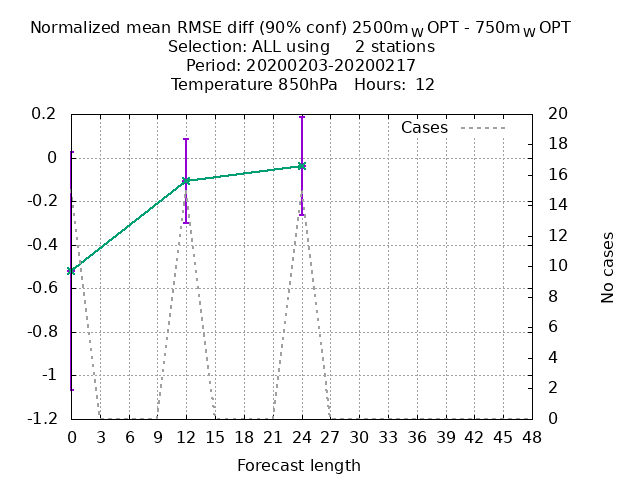 Normalized mean RMSE diff (90% conf) 2500m_W OPT - 750m_W OPT
Selection: ALL using 2 stations
Period: 20200203-20200217
Temperature 850hPa Hours: 12
Cases
0.2
0
-0.2
-0.4
-0.6
-0.8
-1
-1.2
20
18
16
14
12
10
8
6
4
2
0
No cases
0 3 6 9 12 15 18 21 24 27 30 33 36 39 42 45 48
Forecast length